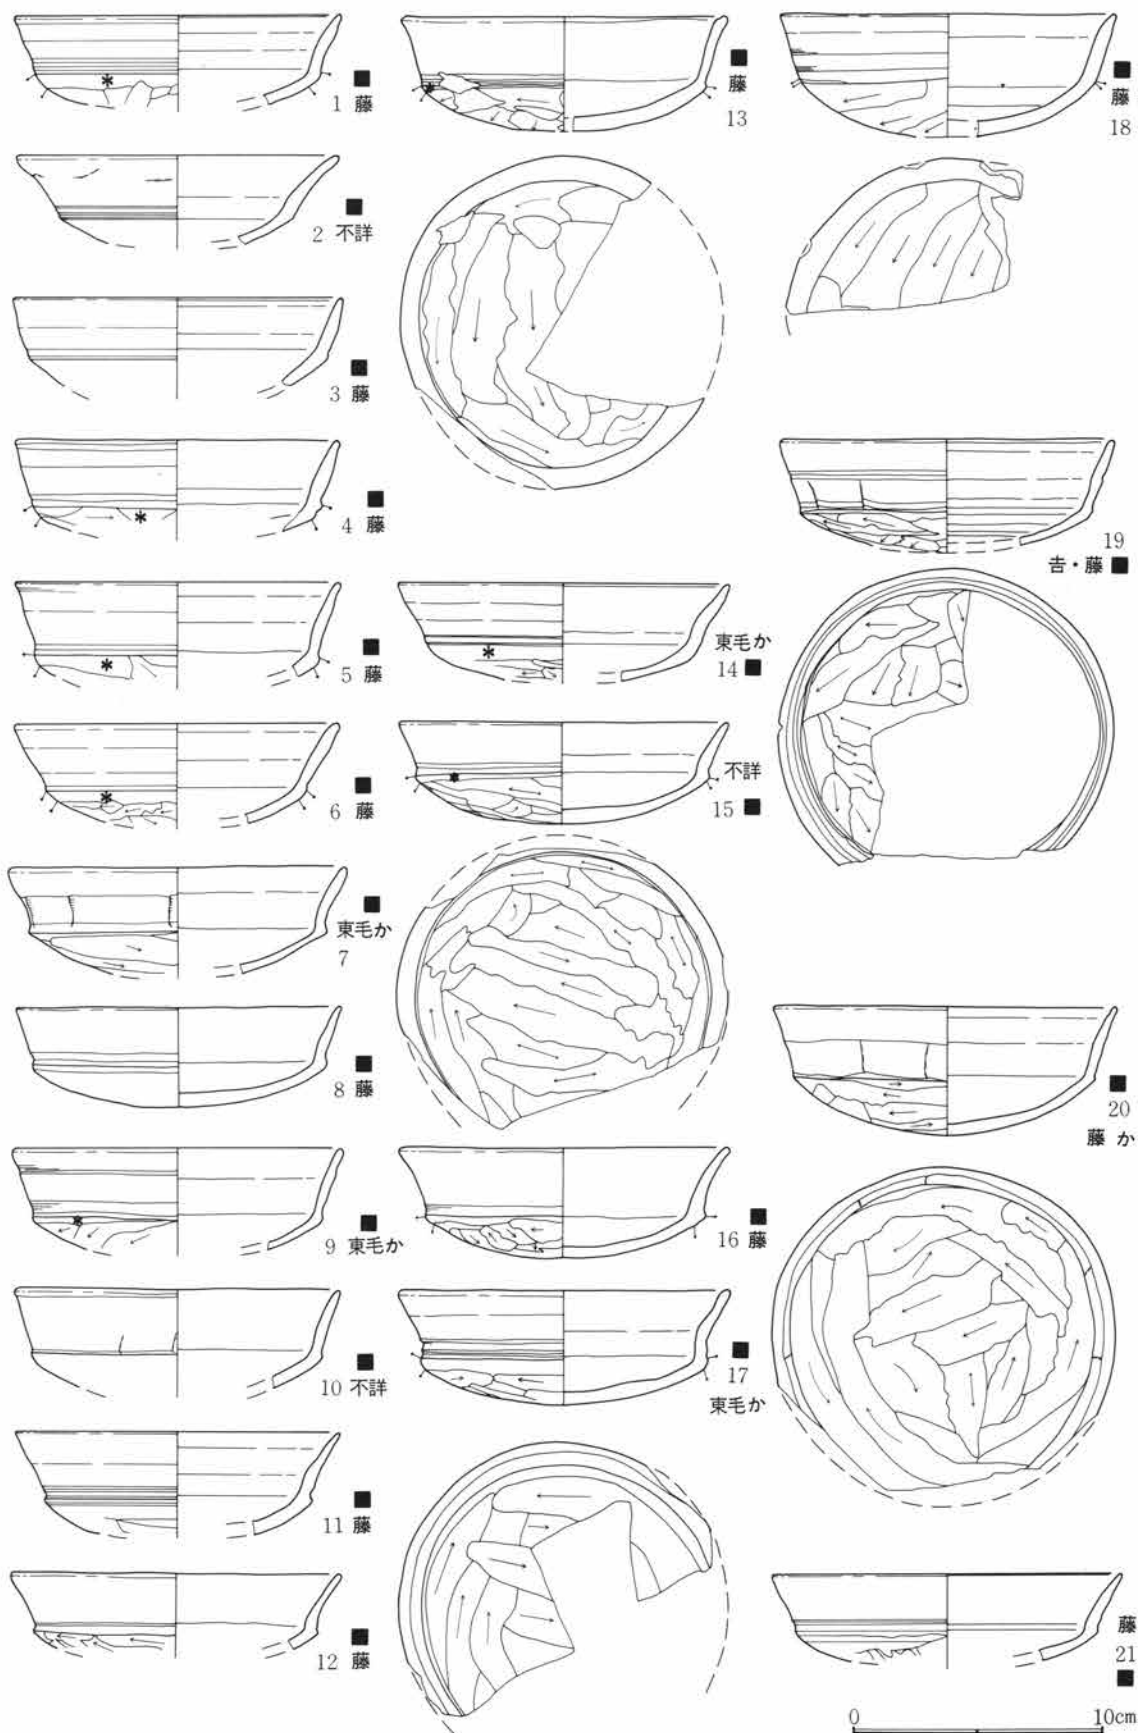 ■
1 藤
■
2 不詳
■
3 藤
■
4 藤
■
5 藤
■
6 藤
■
東毛か
7
■
8 藤
■
9 東毛か
■
10 不詳
■
11 藤
■
12 藤
■
藤
13
東毛か
14 ■
不詳
15 ■
■
16 藤
■
17
東毛か
■
藤
18
19
吉・藤 ■
■
20
藤 か
藤
21
■
0 10cm